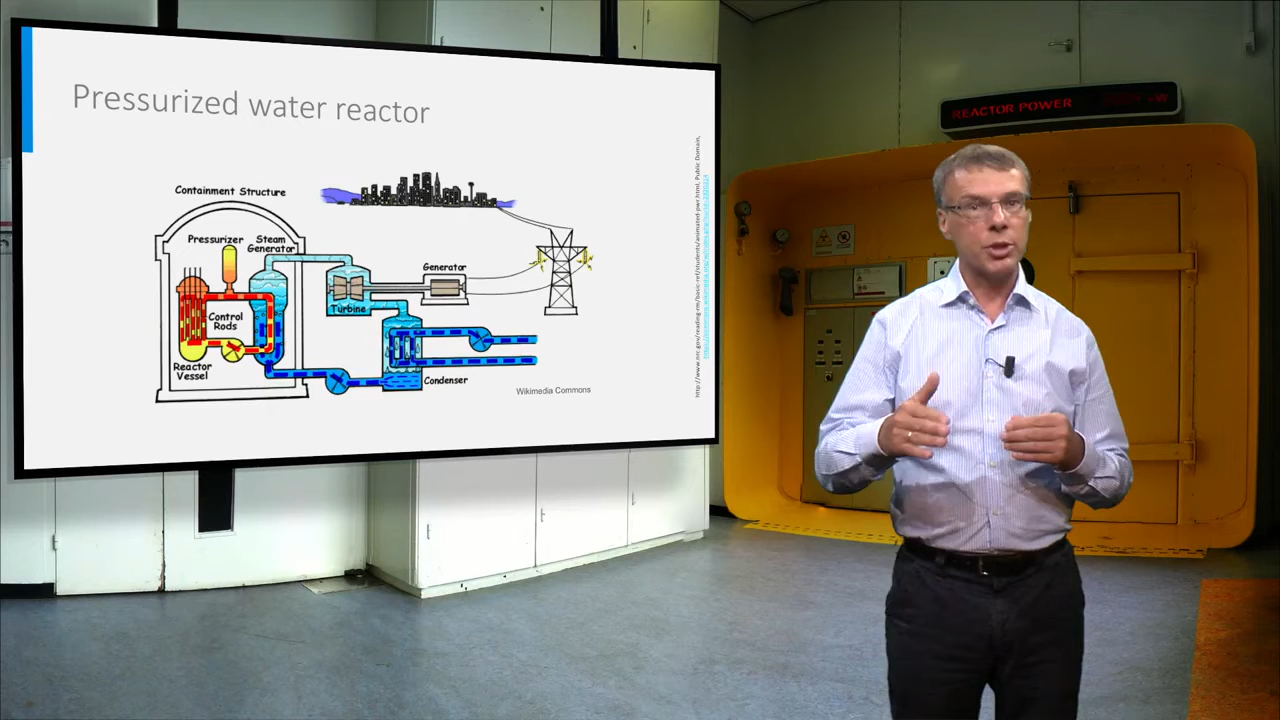 Pressurized water reactor
Containment Structure
Pressurizer
Steam
Generator
Control
Rods
Reactor
Vessel
Turbine
Generator
Condenser
Wikimedia Commons
REACTOR POWER